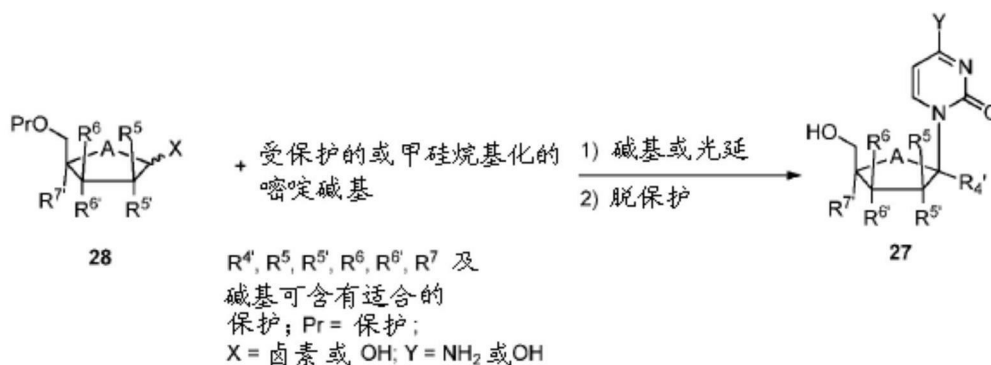 PrO
R⁶
R⁵
A
X
R⁷'
R⁶'
R⁵'
28
+ 受保护的或甲硅烷基化的
嘧啶碱基
1) 碱基或光延
2) 脱保护
Y
N
N
O
HO
R⁶
R⁵
A
R₄'
R⁷'
R⁶'
R⁵'
27
R⁴', R⁵, R⁵', R⁶, R⁶', R⁷ 及
碱基可含有适合的
保护; Pr = 保护;
X = 卤素或 OH; Y = NH₂ 或OH